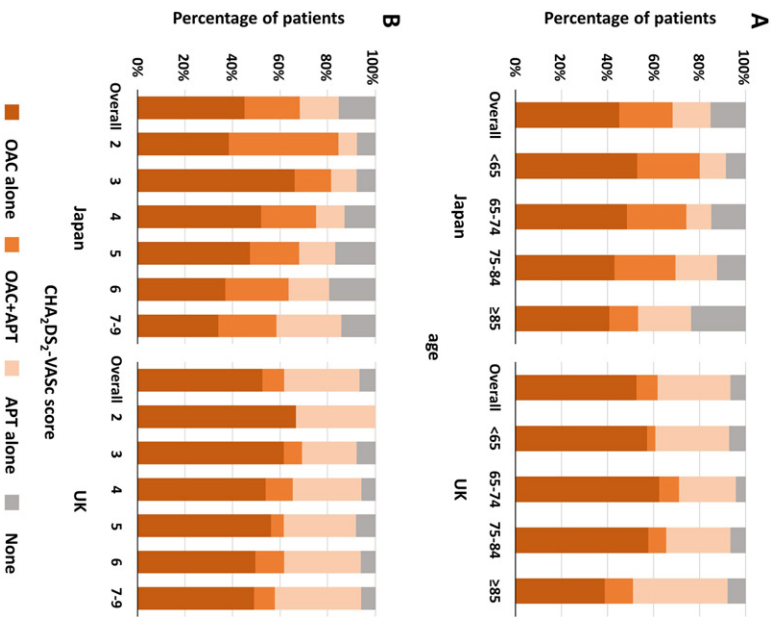 A
Percentage of patients
100%
80%
60%
40%
20%
0%
Overall
<65
65-74
75-84
≥85
Japan
Overall
<65
65-74
75-84
≥85
UK
age
B
Percentage of patients
100%
80%
60%
40%
20%
0%
Overall
2
3
4
5
6
7-9
Japan
Overall
2
3
4
5
6
7-9
UK
CHA₂DS₂-VASc score
OAC alone
OAC+APT
APT alone
None